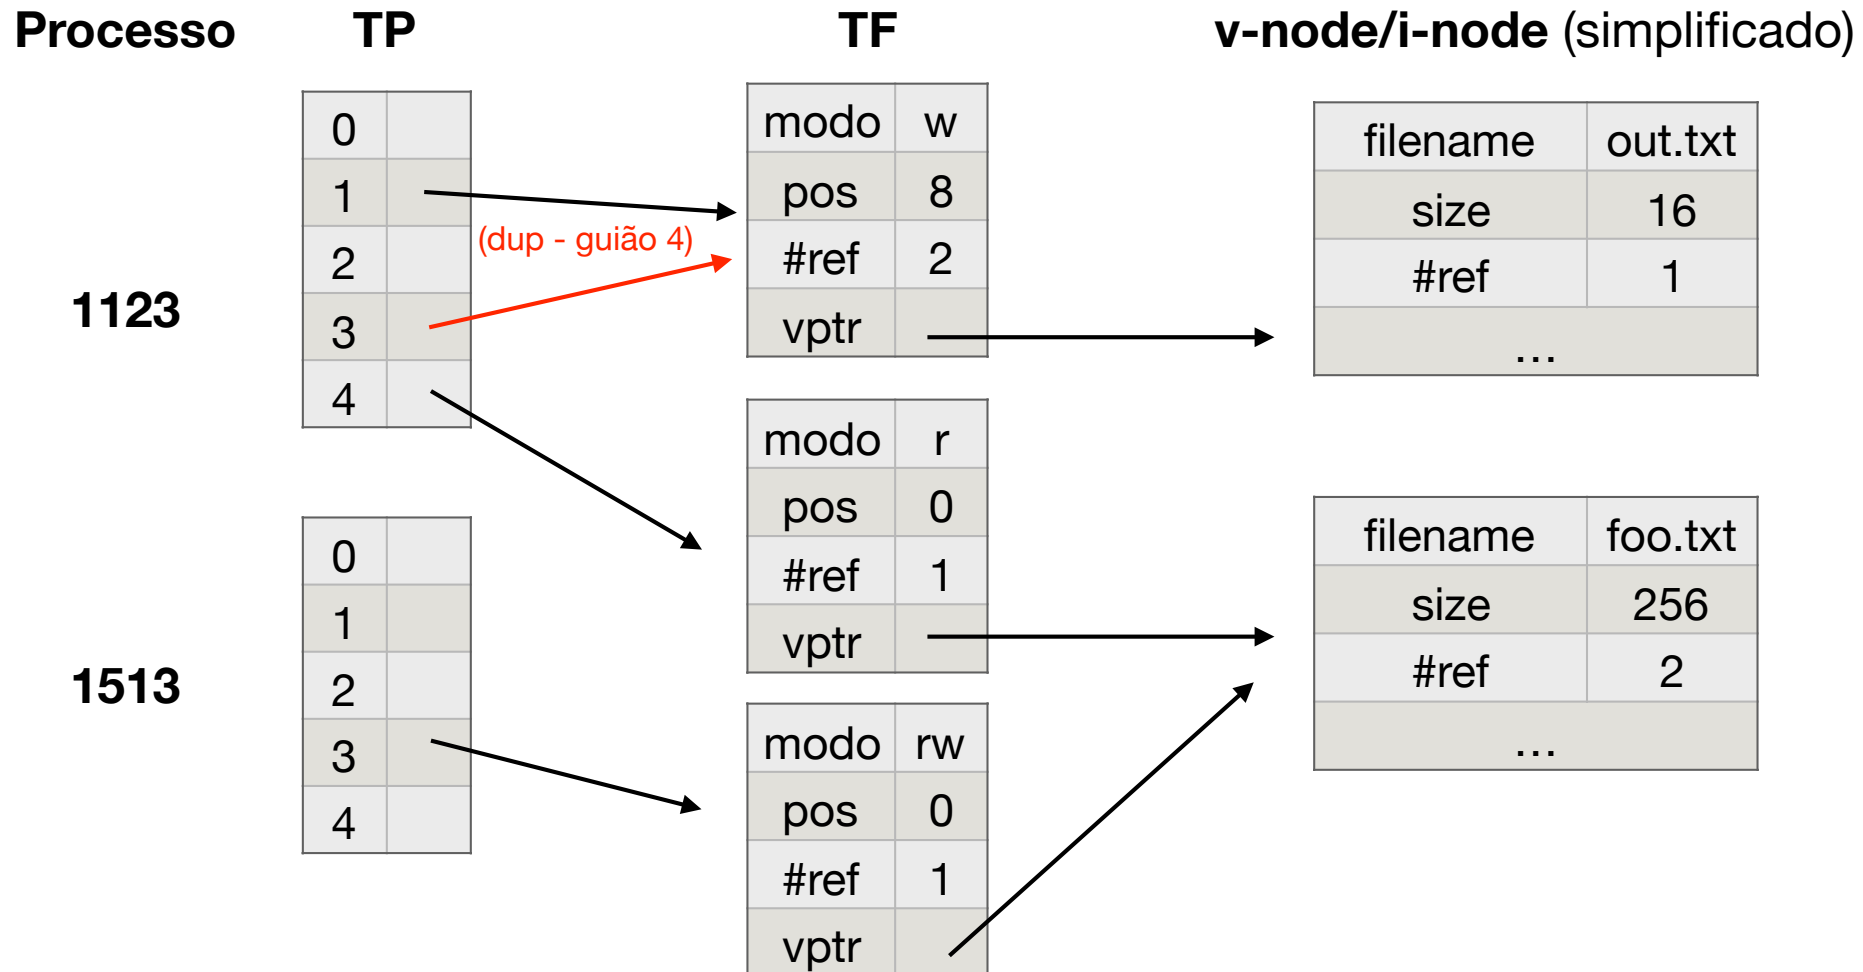 Processo TP TF v-node/i-node (simplificado)
0
1
2
3
4
(dup - guião 4)
1123
modo w
pos 8
#ref 2
vptr
filename out.txt
size 16
#ref 1
...
modo r
pos 0
#ref 1
vptr
filename foo.txt
size 256
#ref 2
...
1513
0
1
2
3
4
modo rw
pos 0
#ref 1
vptr